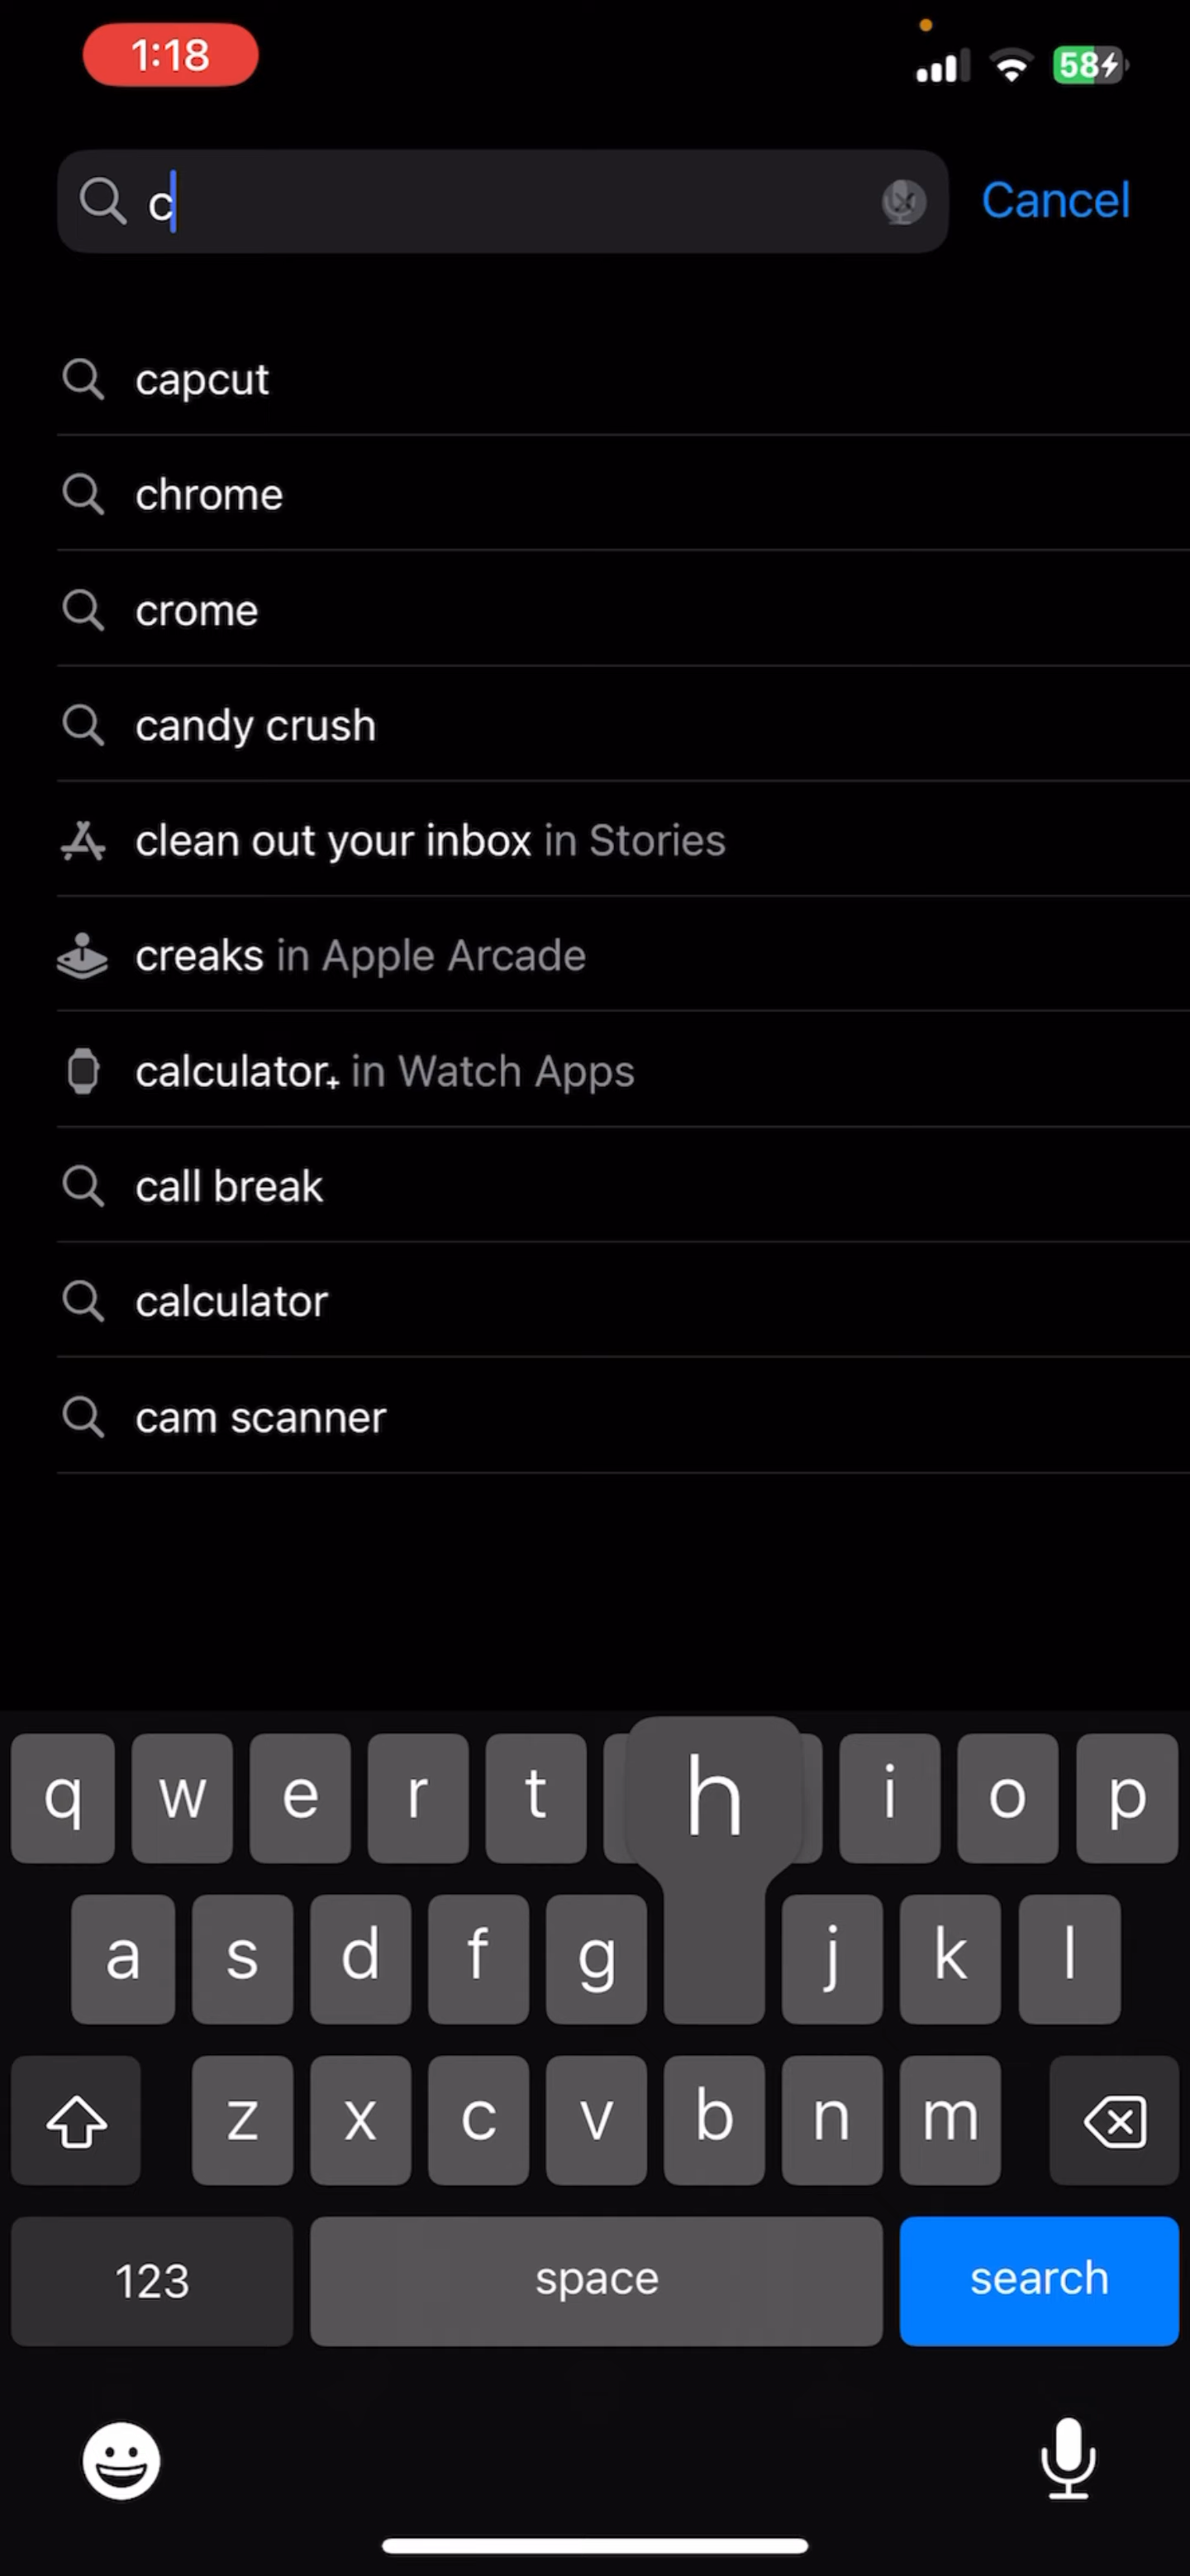 1:18
58
c
Cancel
capcut
chrome
crome
candy crush
clean out your inbox in Stories
creaks in Apple Arcade
calculator₊ in Watch Apps
call break
calculator
cam scanner
q w e r t h i o p
a s d f g j k l
z x c v b n m
123 space search